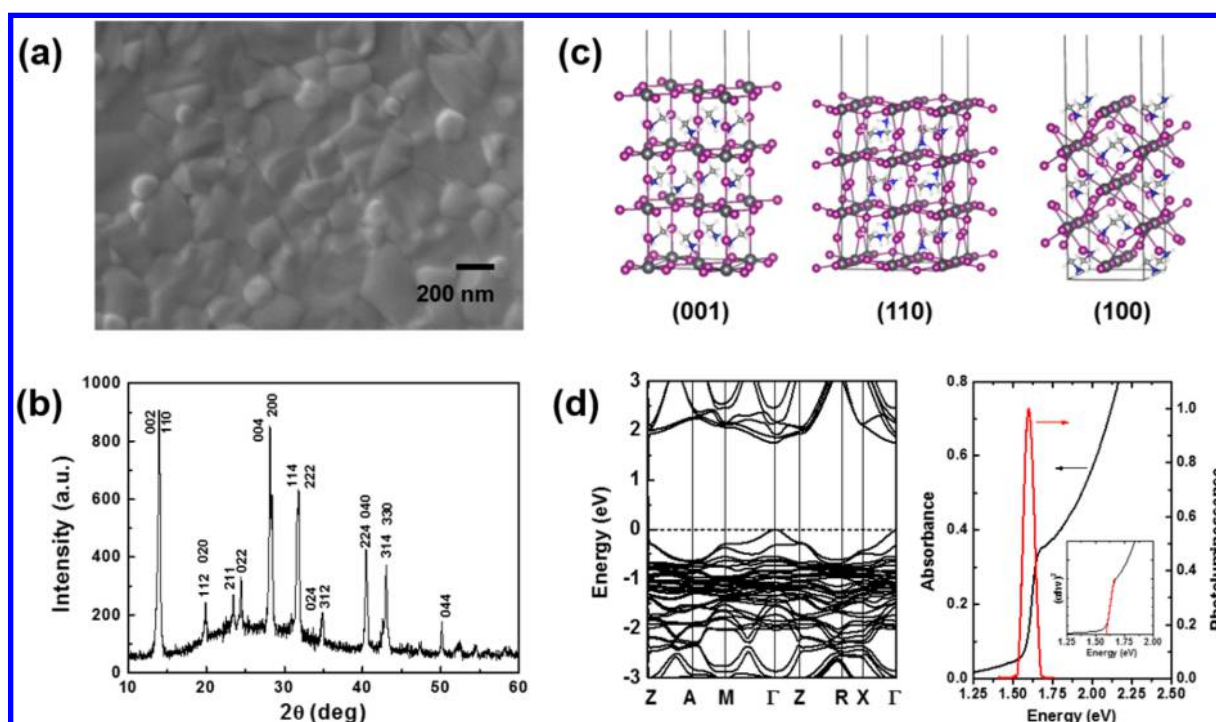 (a)
200 nm
(c)
(001)
(110)
(100)
(b)
1000
800
600
400
200
0
Intensity (a.u.)
002
110
112 020
211
022
004
200
114
222
024
312
224 040
314 330
044
10
20
30
40
50
60
2θ (deg)
(d)
3
2
1
0
-1
-2
-3
Energy (eV)
Z
A
M
Γ
Z
R
X
Γ
0.8
0.6
0.4
0.2
0.0
Absorbance
1.0
0.8
0.6
0.4
0.2
0.0
Photoluminescence
1.25
1.50
1.75
2.00
2.25
2.50
Energy (eV)
(αhν)²
1.25
1.50
1.75
2.00
Energy (eV)